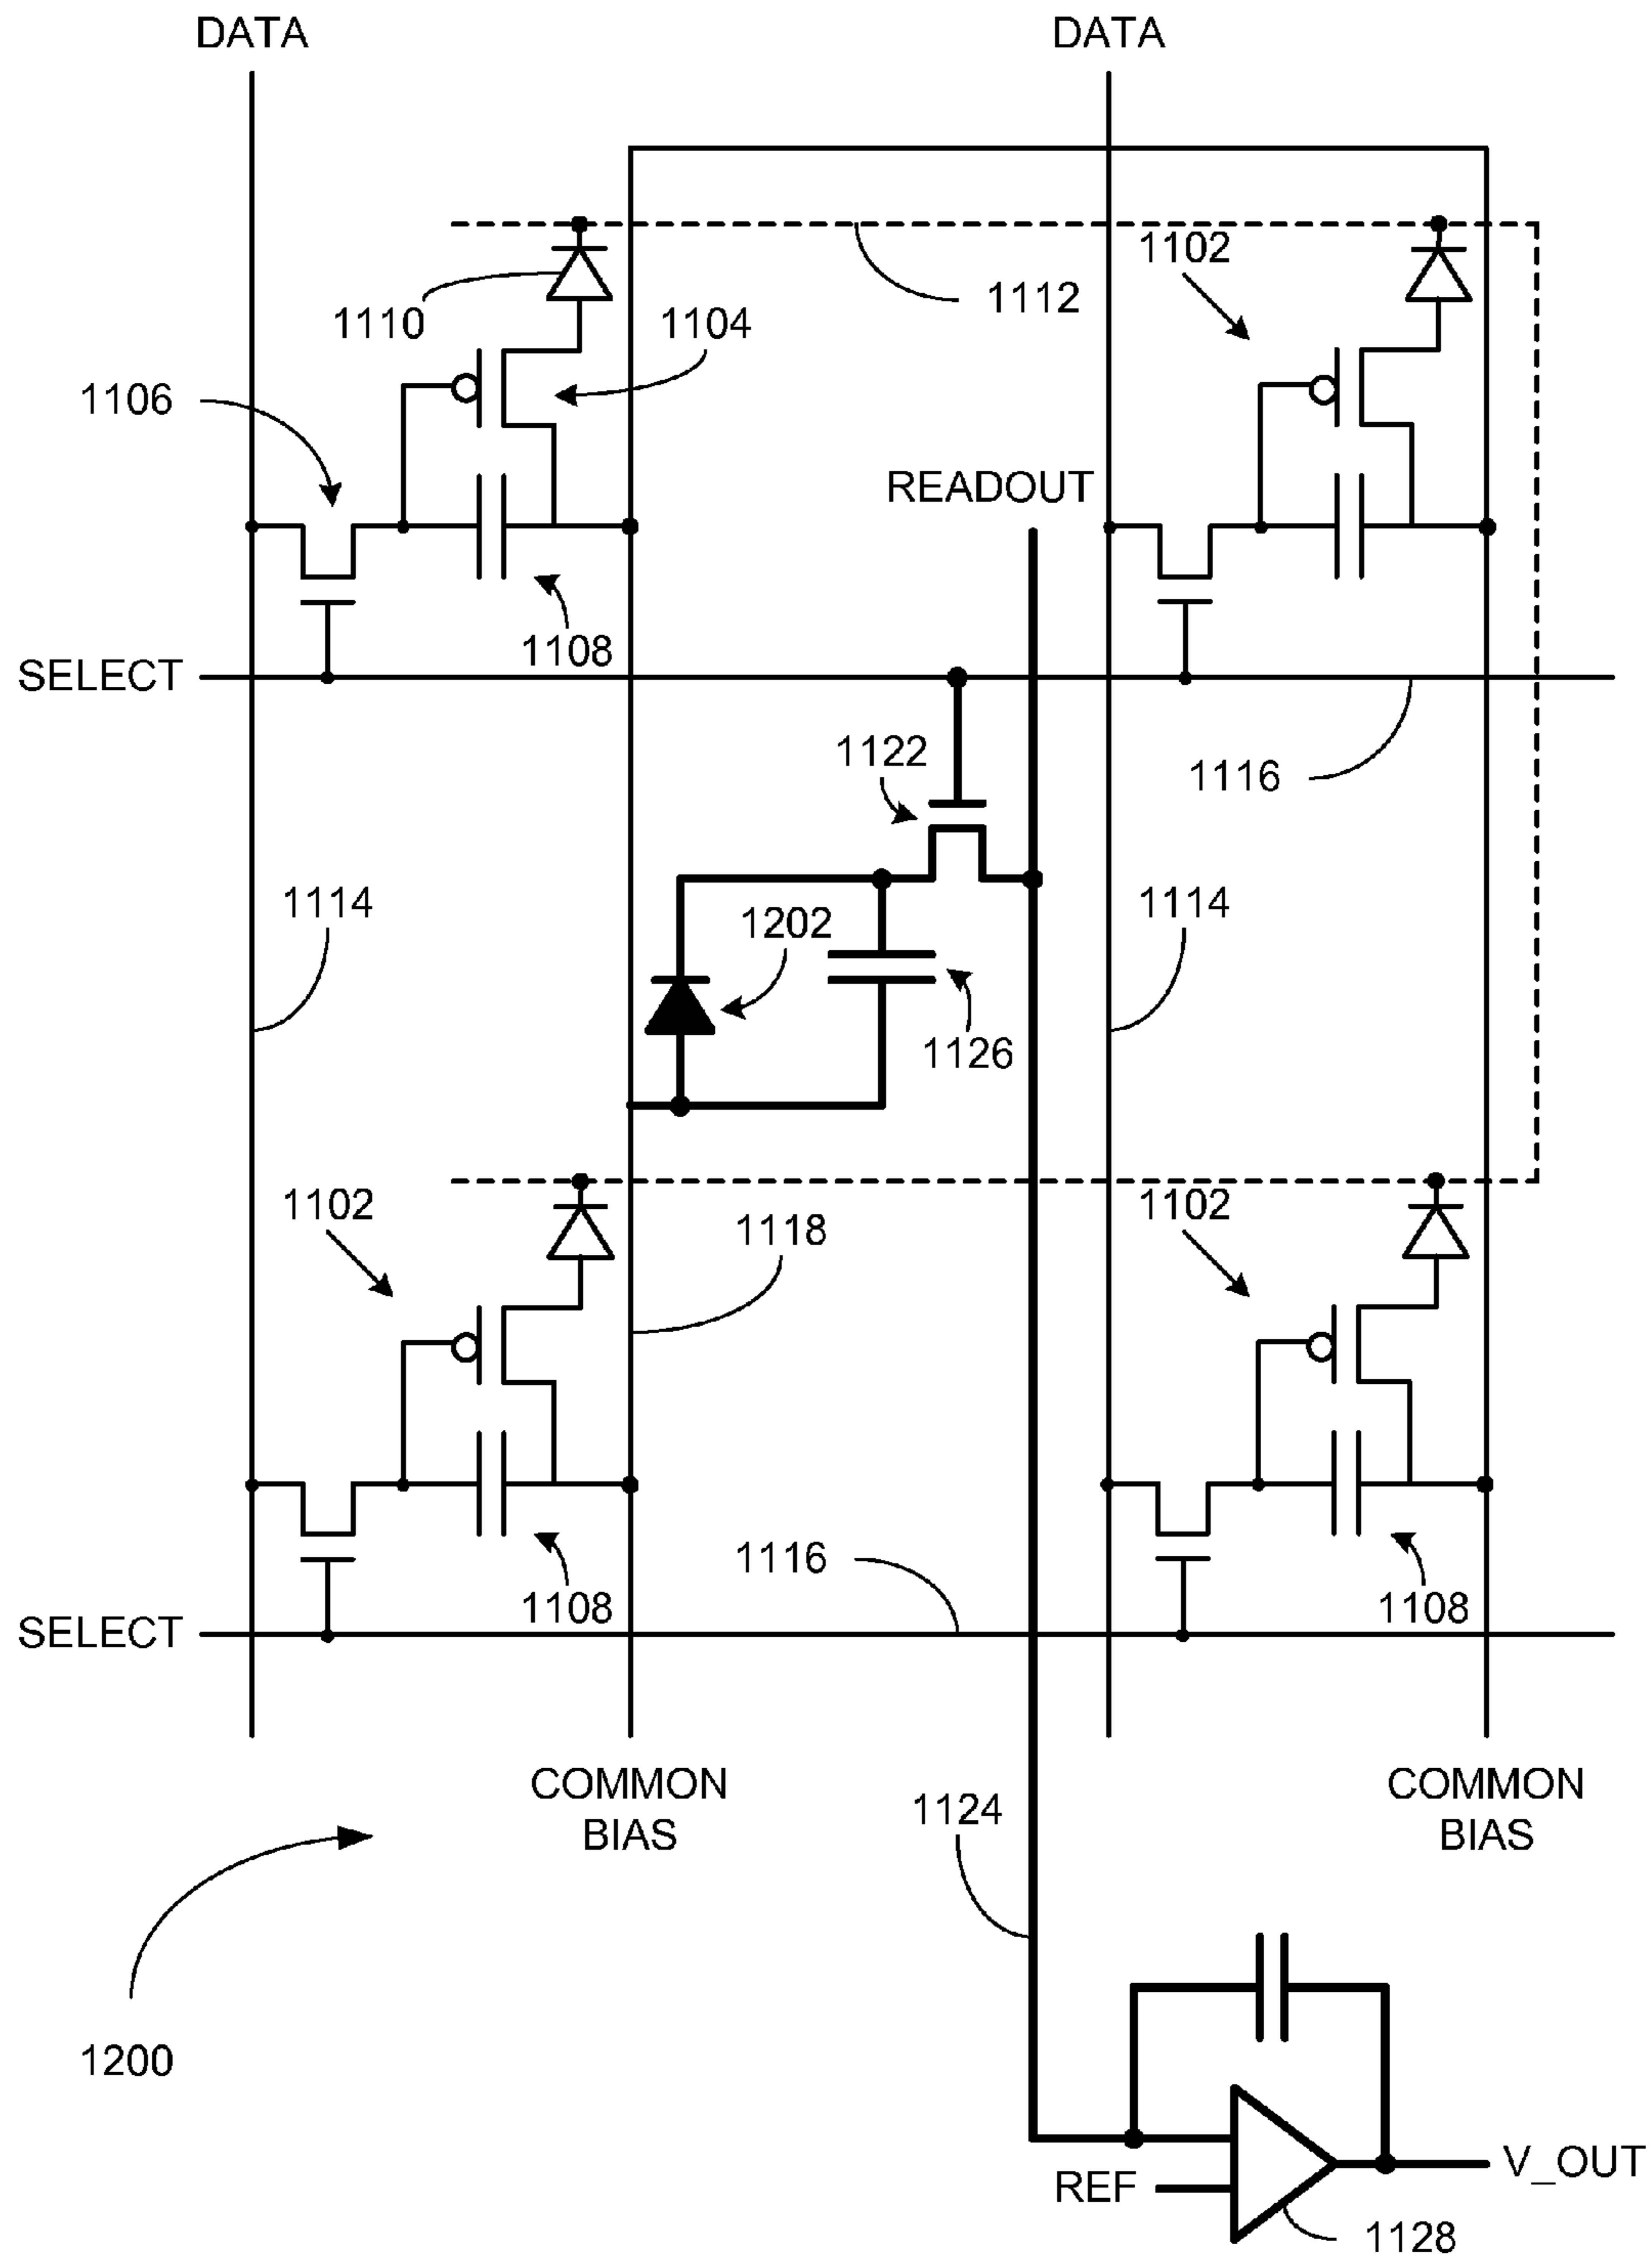 DATA
DATA
1102
1110
1104
1112
1106
READOUT
1108
SELECT
1122
1116
1114
1202
1114
1126
1102
1118
1102
1116
1108
1108
SELECT
COMMON
BIAS
COMMON
BIAS
1124
1200
V_OUT
REF
1128